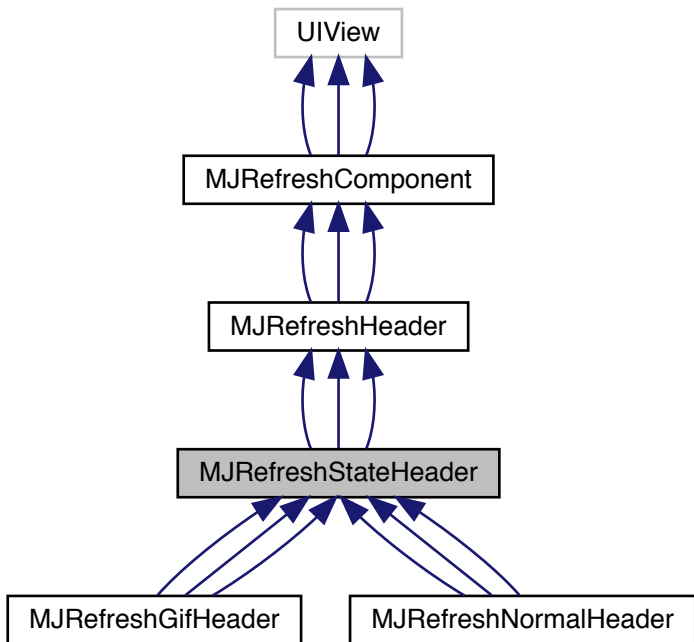 UIView
MJRefreshComponent
MJRefreshHeader
MJRefreshStateHeader
MJRefreshGifHeader
MJRefreshNormalHeader